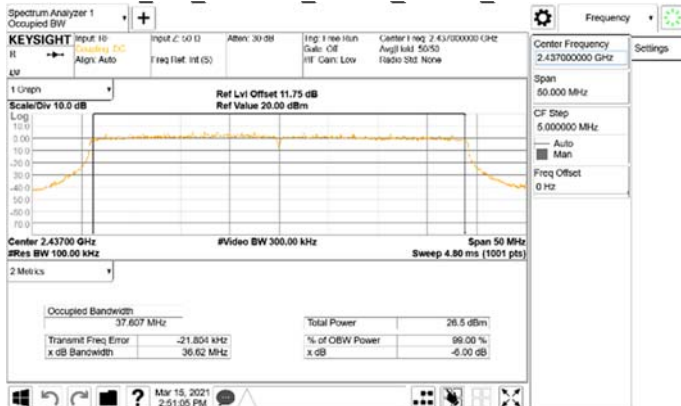 Spectrum Analyzer 1
Occupied BW
KEYSIGHT
Input: RF
Coupling: DC
Align: Auto
Input Z: 50 Ω
Freq Ref: Int (S)
Atten: 30 dB
Trig: Free Run
Gate: Off
#IF Gain: Low
Center Freq: 2.437000000 GHz
Avg|Hold: 50/50
Radio Std: None
1 Graph
Scale/Div 10.0 dB
Ref Lvl Offset 11.75 dB
Ref Value 20.00 dBm
Log
10.0
0.00
-10.0
-20.0
-30.0
-40.0
-50.0
-60.0
-70.0
Center 2.43700 GHz
#Res BW 100.00 kHz
#Video BW 300.00 kHz
Span 50 MHz
Sweep 4.80 ms (1001 pts)
2 Metrics
Occupied Bandwidth
37.607 MHz
Total Power 26.5 dBm
Transmit Freq Error -21.804 kHz
% of OBW Power 99.00 %
x dB Bandwidth 36.62 MHz
x dB -6.00 dB
Mar 15, 2021
2:51:05 PM
Frequency
Settings
Center Frequency
2.437000000 GHz
Span
50.000 MHz
CF Step
5.000000 MHz
Auto
Man
Freq Offset
0 Hz